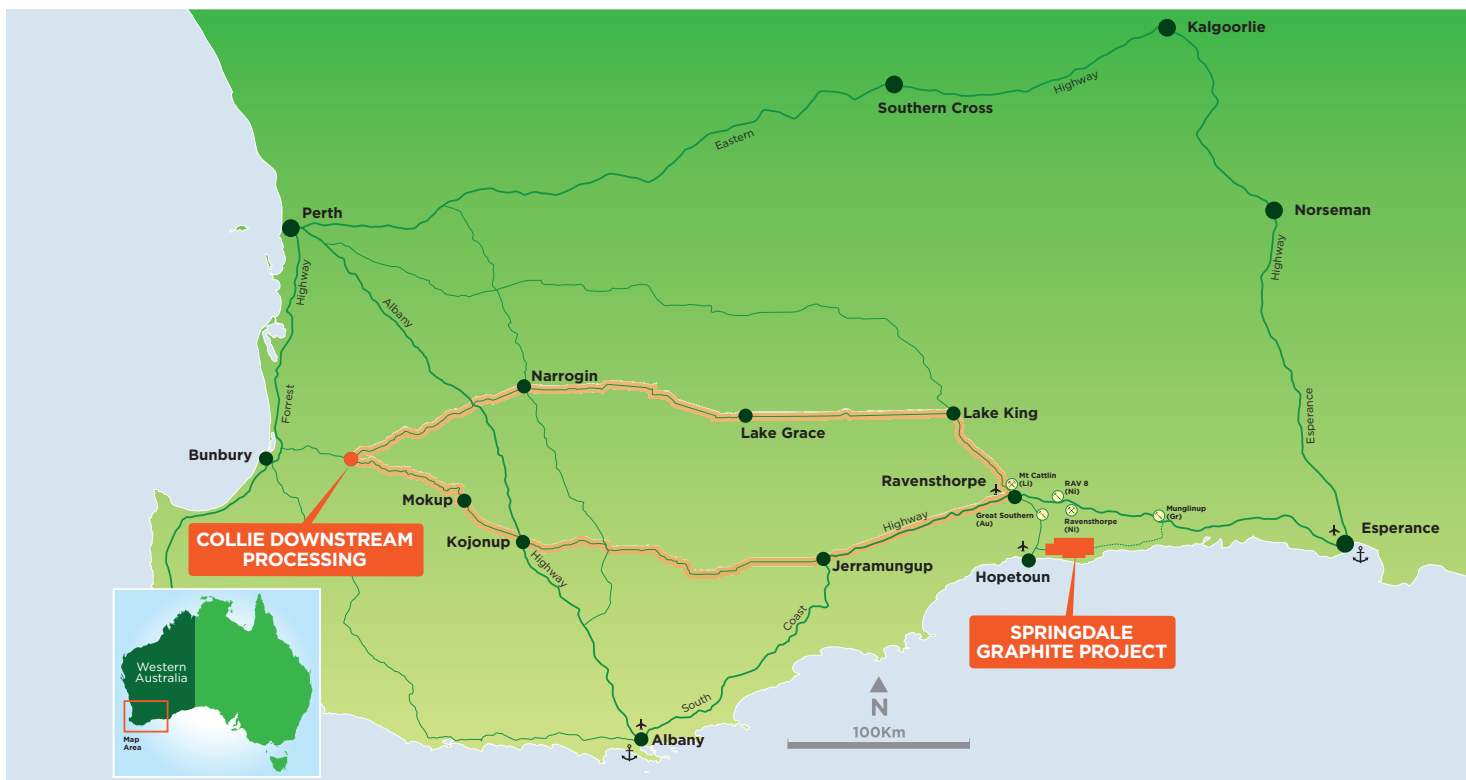 Kalgoorlie
Highway
Southern Cross
Eastern
Perth
Norseman
Highway
Highway
Albany
Forrest
Narrogin
Lake King
Lake Grace
Esperance
Bunbury
Mt Cattlin
(Li)
Ravensthorpe
RAV 8
(Ni)
Mokup
Munglinup
(Gr)
Great Southern
(Au)
Ravensthorpe
(Ni)
Highway
Esperance
COLLIE DOWNSTREAM
PROCESSING
Kojonup
Highway
Jerramungup
Hopetoun
Coast
SPRINGDALE
GRAPHITE PROJECT
Western
Australia
South
N
100Km
Albany
Map
Area